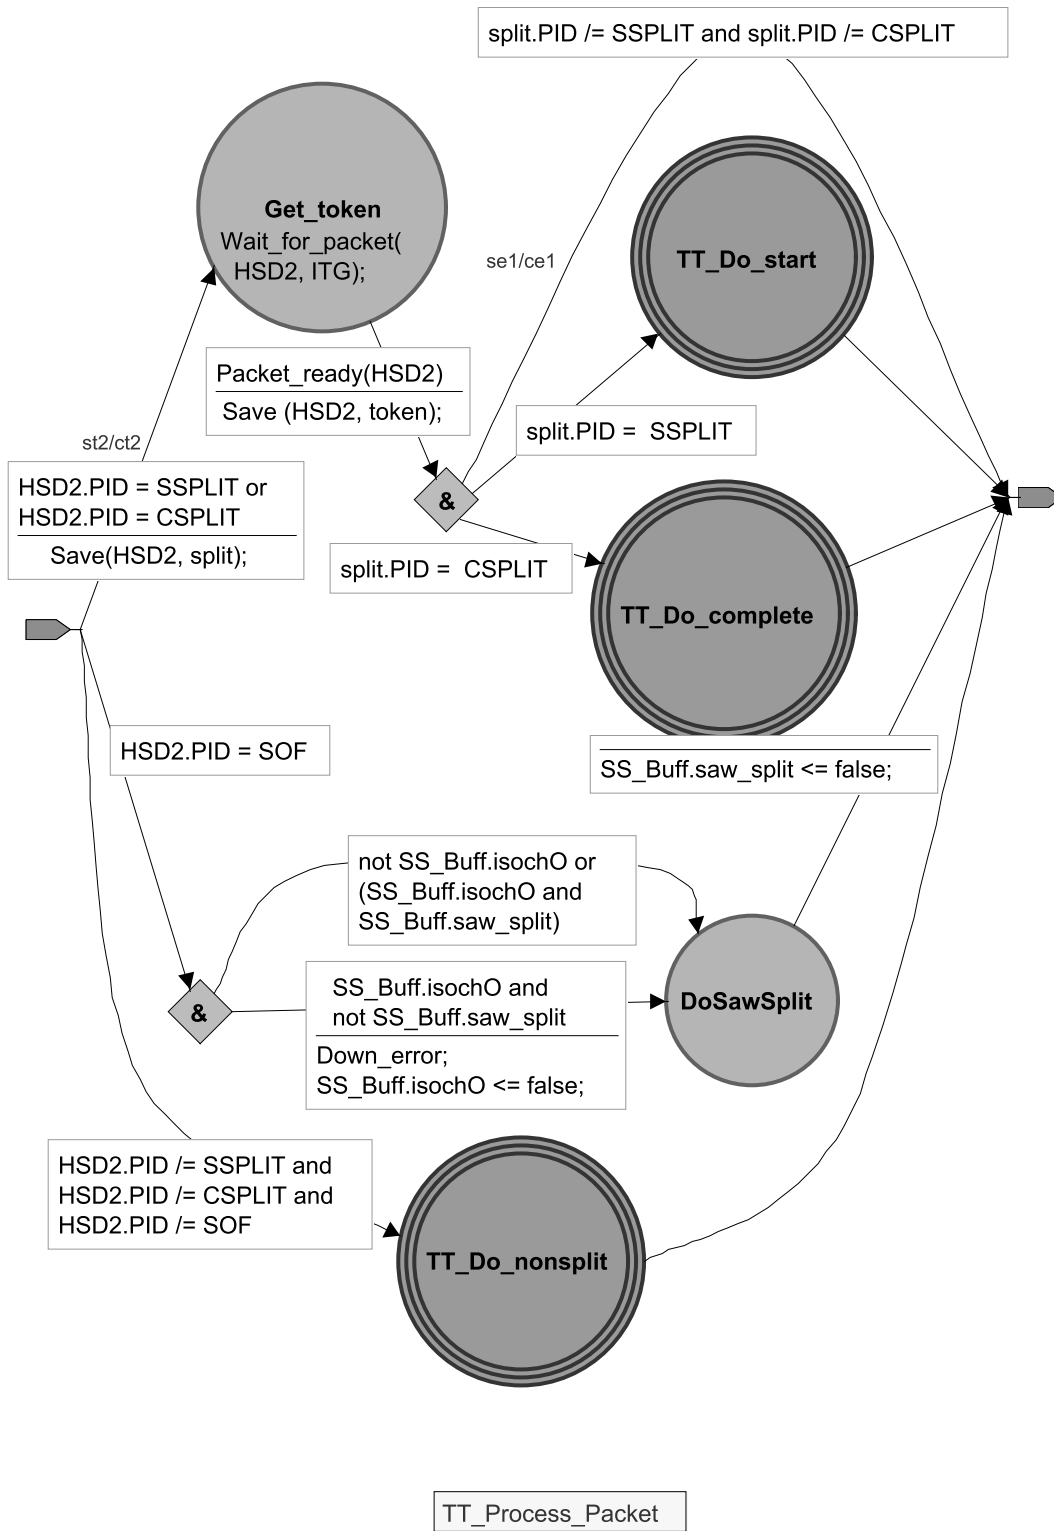 split.PID /= SSPLIT and split.PID /= CSPLIT
Get_token
Wait_for_packet(
HSD2, ITG);
se1/ce1
TT_Do_start
Packet_ready(HSD2)
Save (HSD2, token);
split.PID = SSPLIT
st2/ct2
HSD2.PID = SSPLIT or
HSD2.PID = CSPLIT
Save(HSD2, split);
&
split.PID = CSPLIT
TT_Do_complete
HSD2.PID = SOF
SS_Buff.saw_split <= false;
not SS_Buff.isochO or
(SS_Buff.isochO and
SS_Buff.saw_split)
&
SS_Buff.isochO and
not SS_Buff.saw_split
Down_error;
SS_Buff.isochO <= false;
DoSawSplit
HSD2.PID /= SSPLIT and
HSD2.PID /= CSPLIT and
HSD2.PID /= SOF
TT_Do_nonsplit
TT_Process_Packet